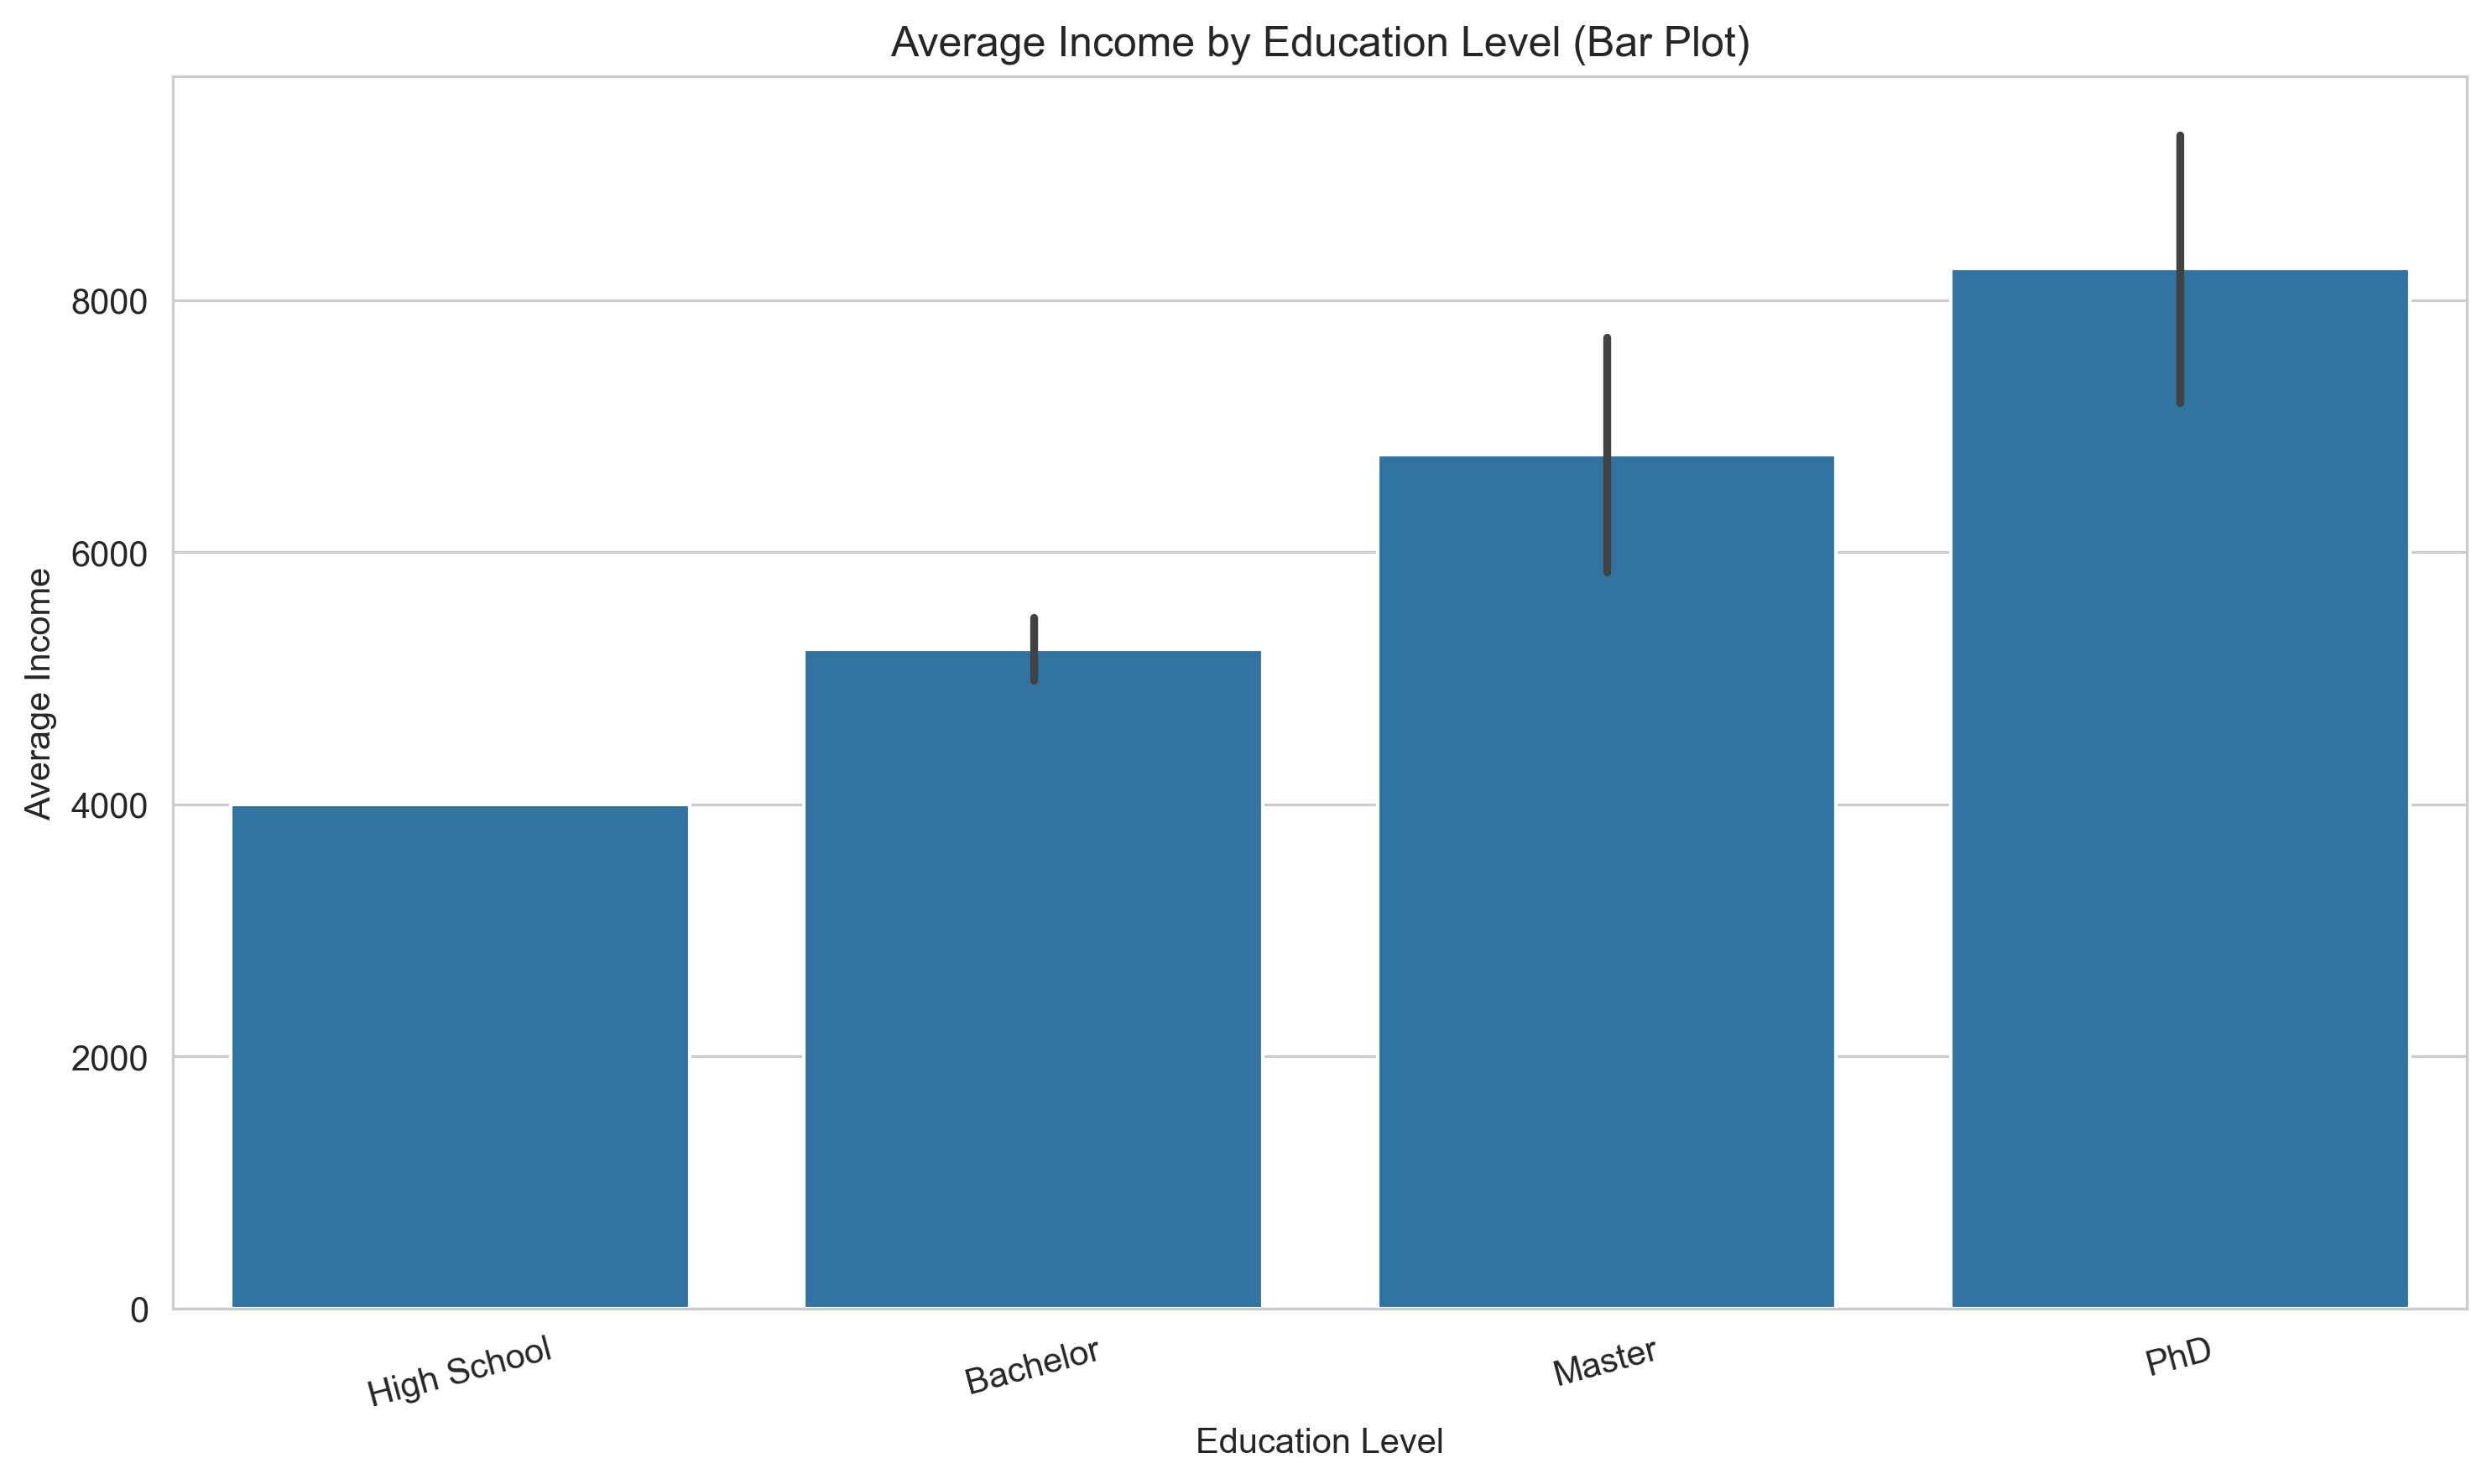 Average Income by Education Level (Bar Plot)
Average Income
8000
6000
4000
2000
0
High School
Bachelor
Master
PhD
Education Level